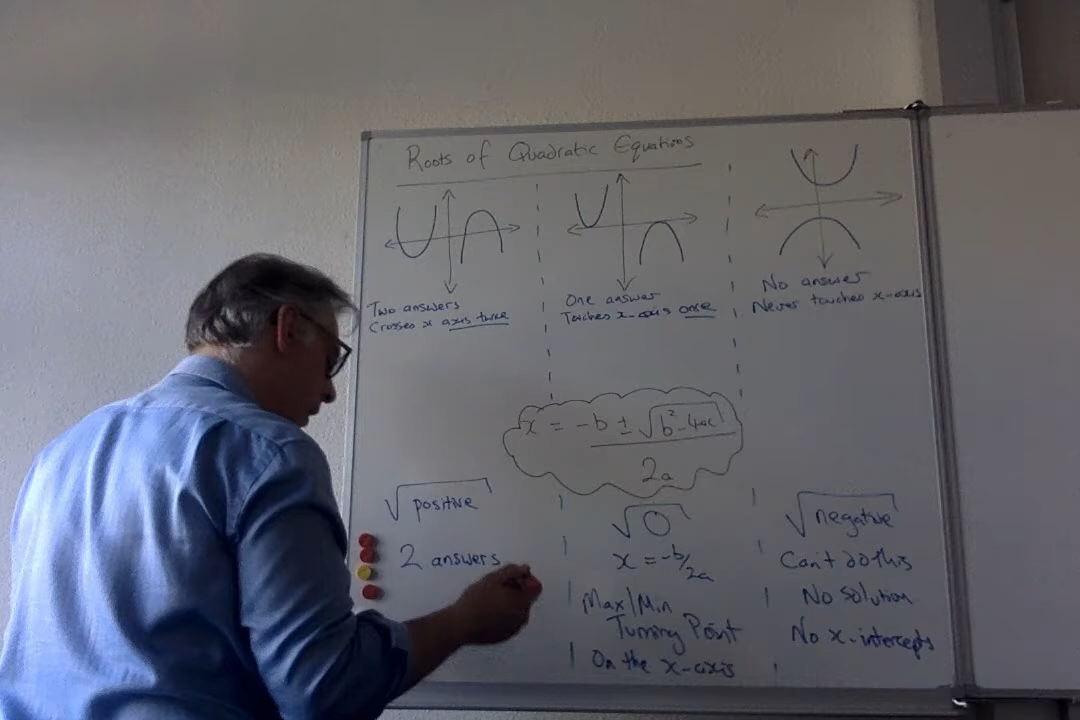 Roots of Quadratic Equations
Two answers
Crosses x axis twice
One answer
Touches x-axis once
No answer
Never touches x-axis
x = -b ± √b²-4ac
2a
√positive
2 answers
√0
x = -b/2a
Max/Min
Turning Point
On the x-axis
√negative
Can't do this
No solution
No x-intercepts